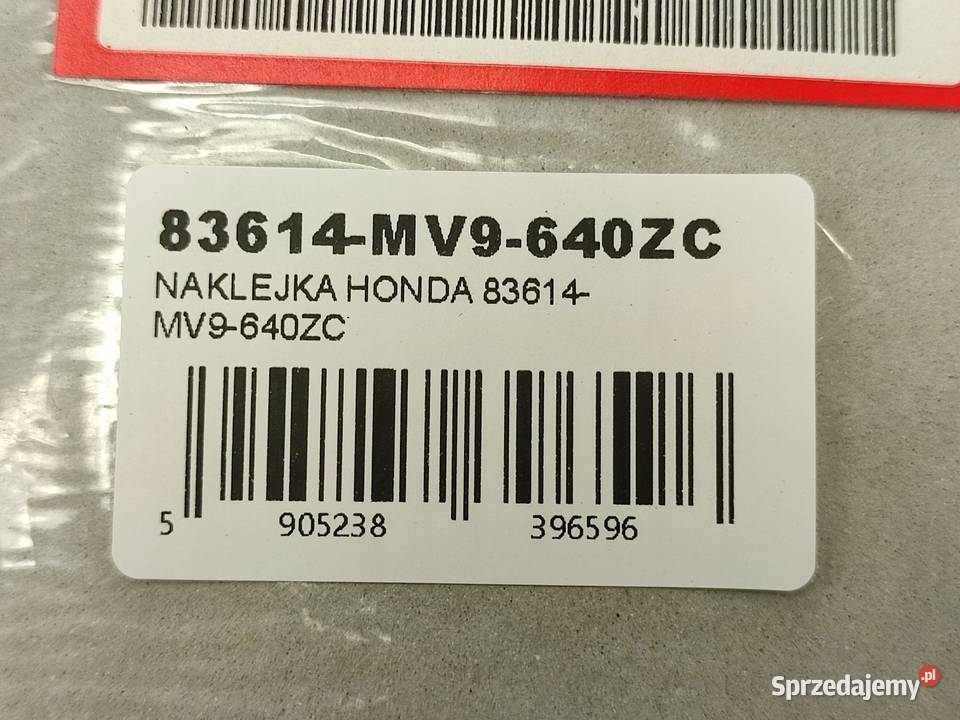 83614-MV9-640ZC
NAKLEJKA HONDA 83614-
MV9-640ZC
5 905238 396596
Sprzedajemy.pl